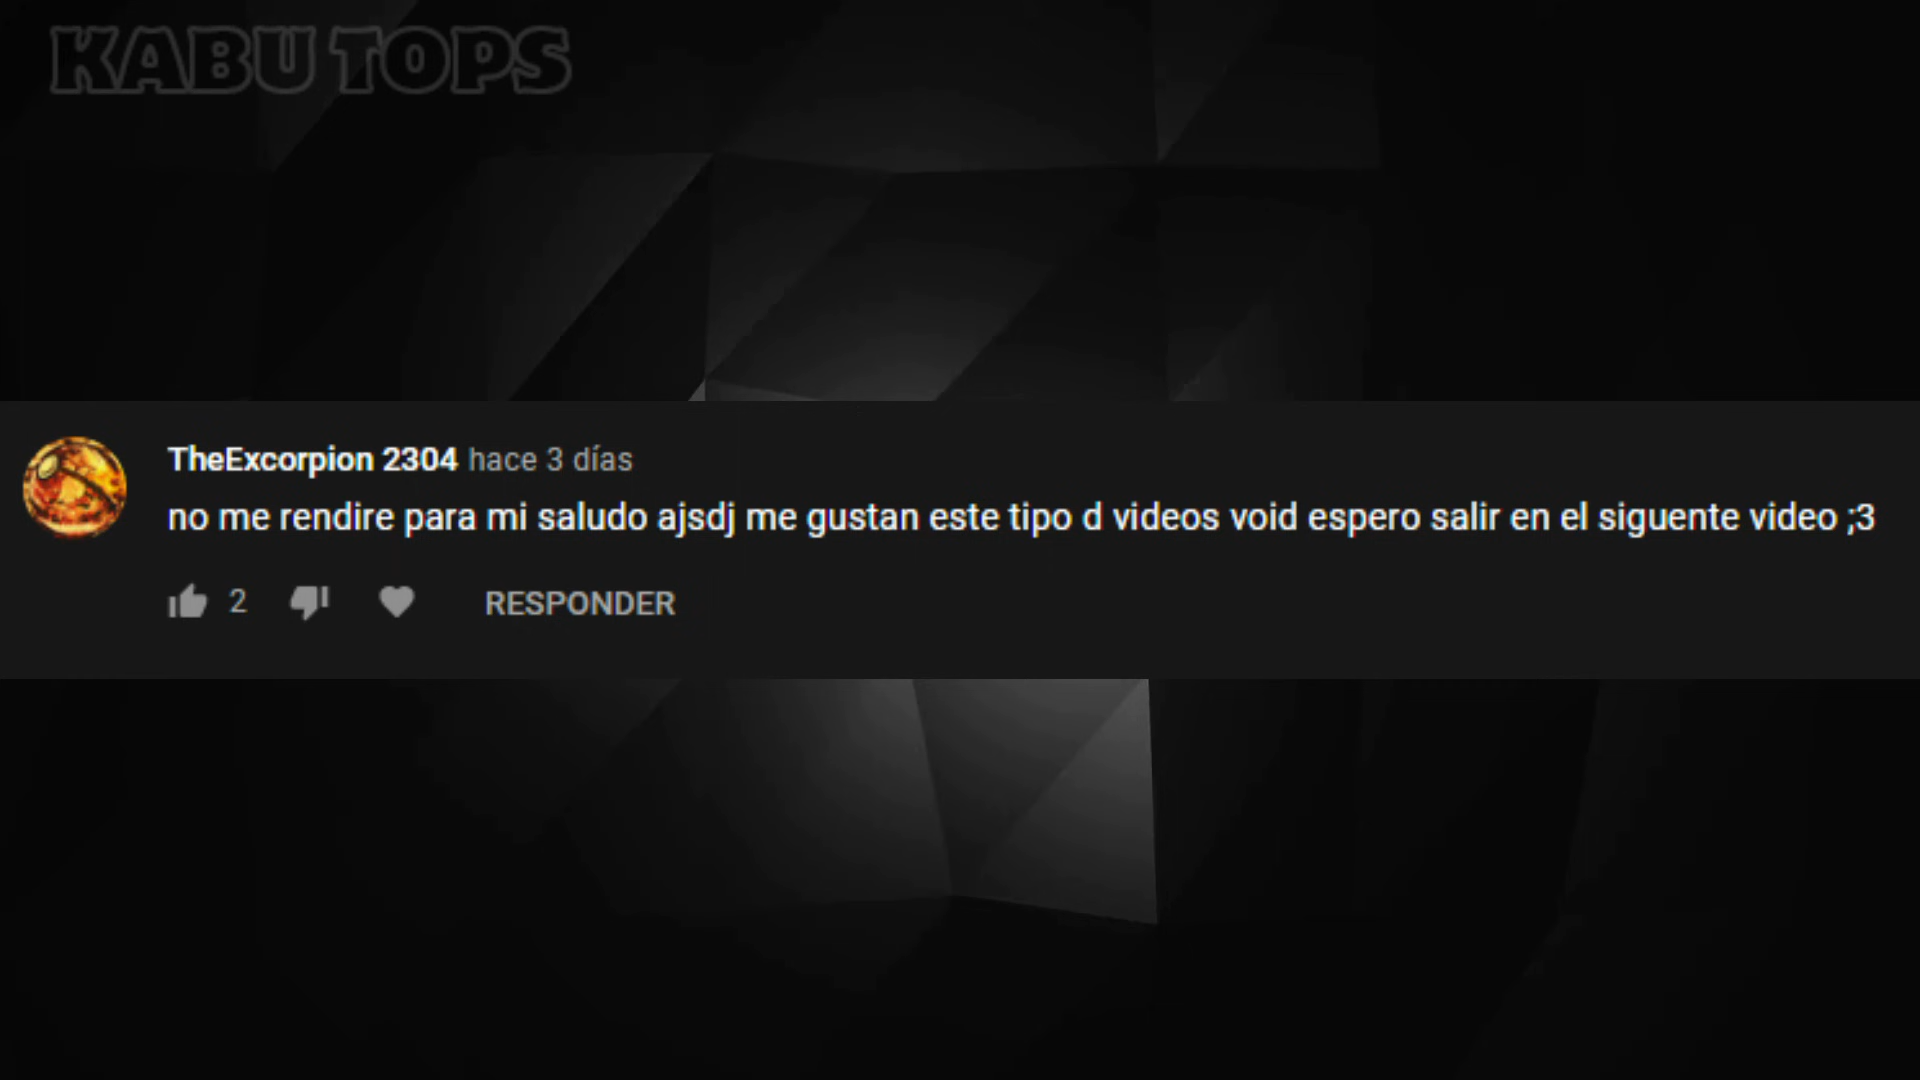 KABU TOPS
TheExcorpion 2304 hace 3 días
no me rendire para mi saludo ajsdj me gustan este tipo d videos void espero salir en el siguente video ;3
2 RESPONDER